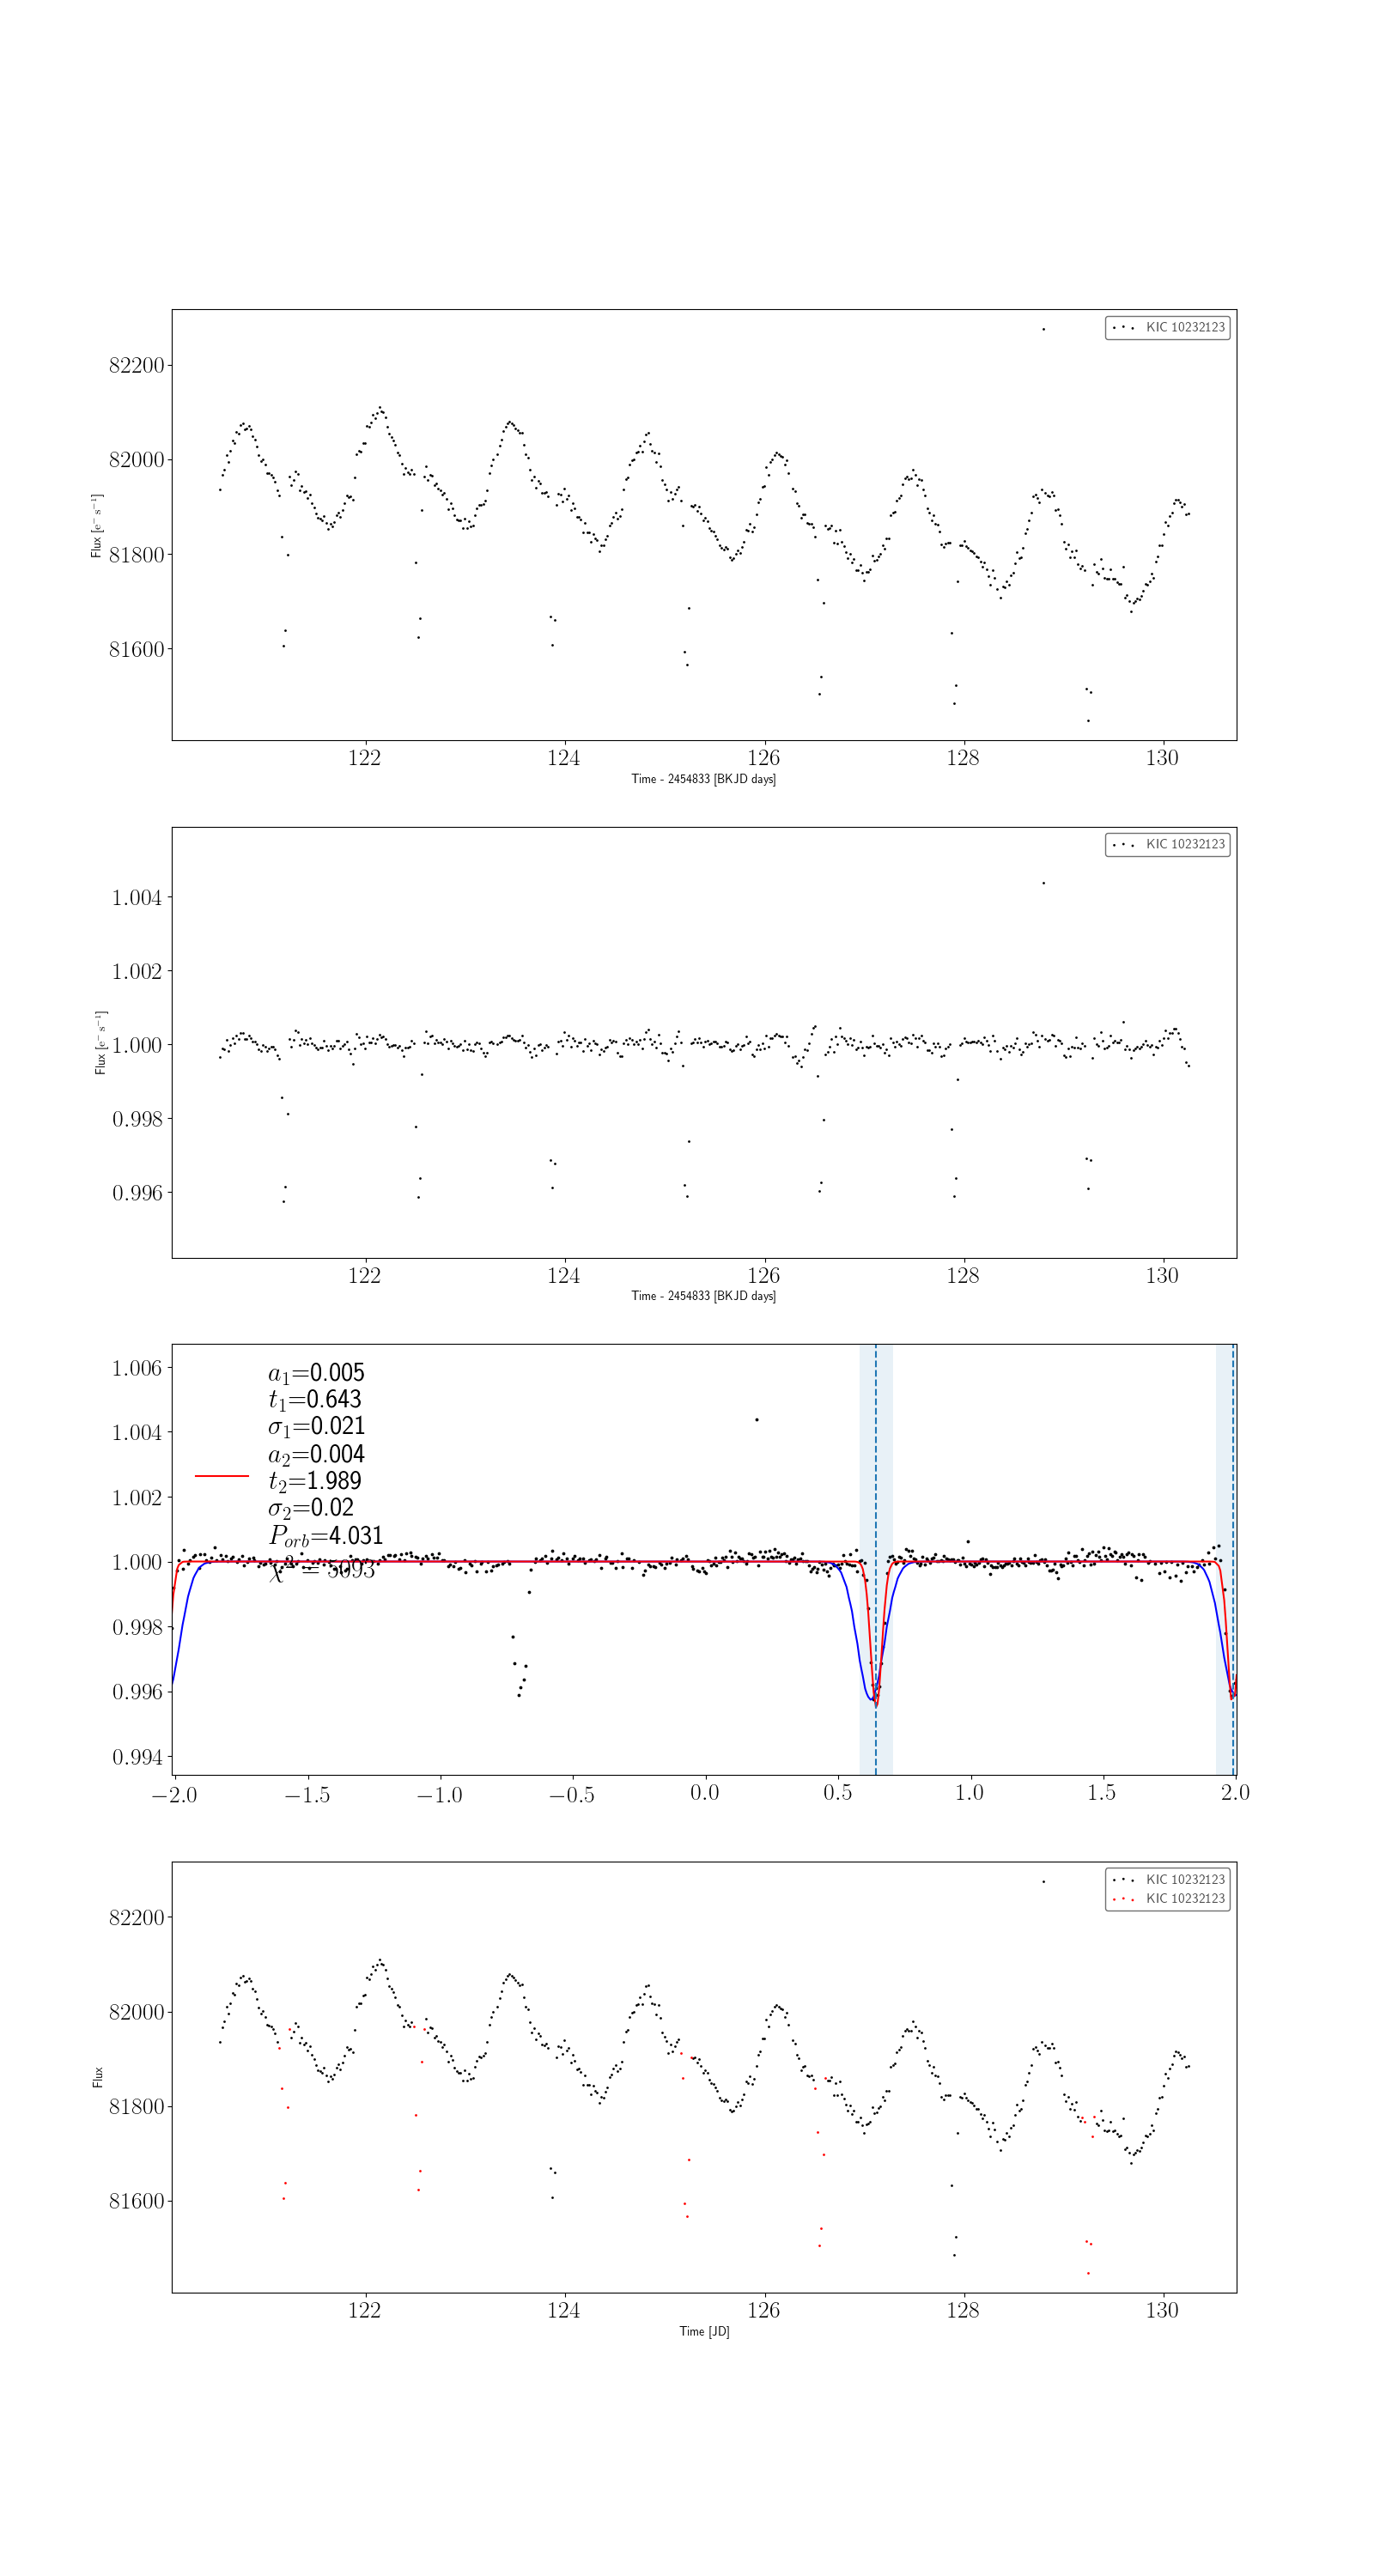 KIC 10232123
82200
82000
81800
81600
Flux [e⁻ s⁻¹]
122 124 126 128 130
Time - 2454833 [BKJD days]
KIC 10232123
1.004
1.002
1.000
0.998
0.996
Flux [e⁻ s⁻¹]
122 124 126 128 130
Time - 2454833 [BKJD days]
1.006
1.004
1.002
1.000
0.998
0.996
0.994
a₁=0.005
t₁=0.643
σ₁=0.021
a₂=0.004
t₂=1.989
σ₂=0.02
Pₒᵣb=4.031
χ² = 5093
−2.0 −1.5 −1.0 −0.5 0.0 0.5 1.0 1.5 2.0
KIC 10232123
KIC 10232123
82200
82000
81800
81600
Flux
122 124 126 128 130
Time [JD]